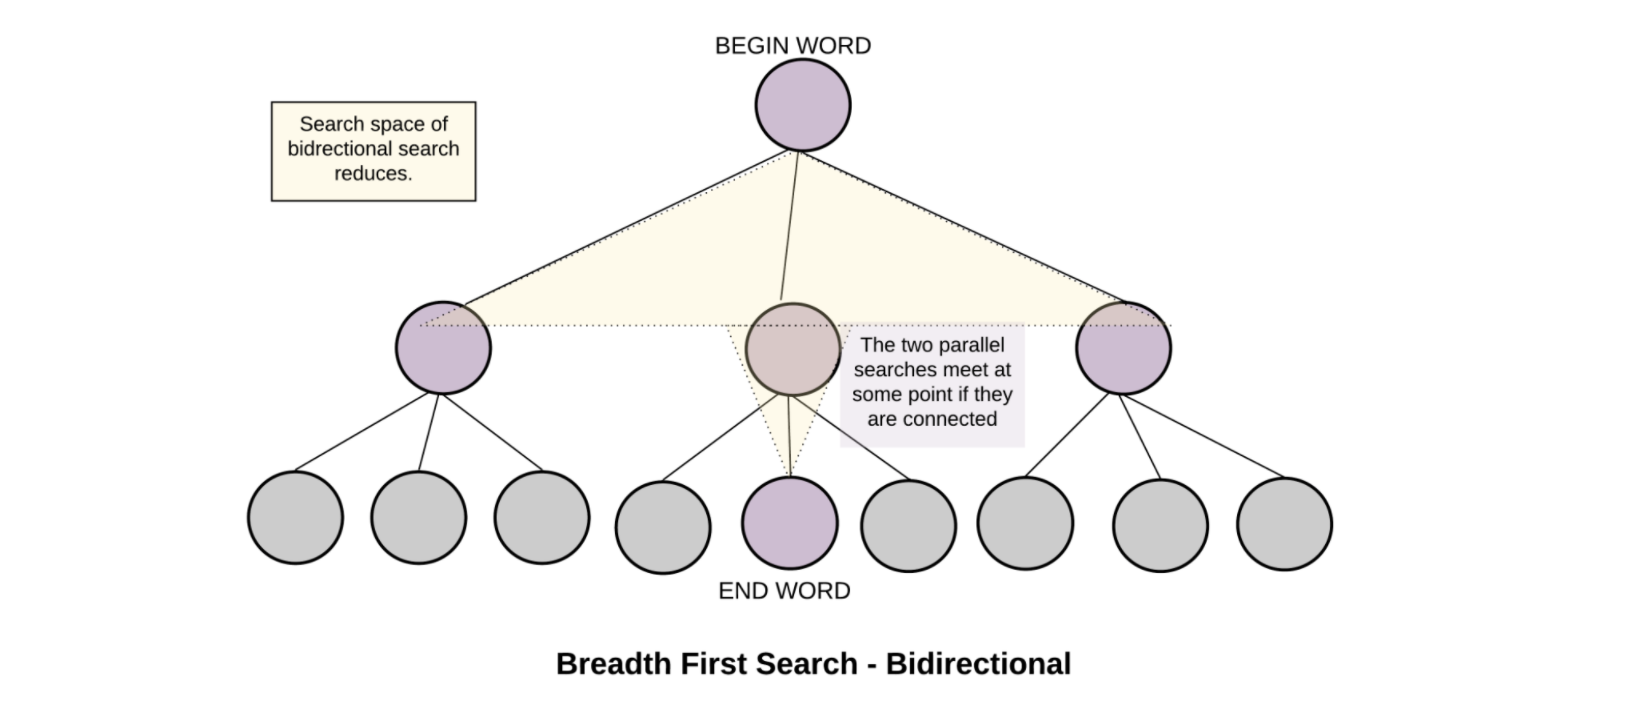 BEGIN WORD
Search space of
bidrectional search
reduces.
The two parallel
searches meet at
some point if they
are connected
END WORD
Breadth First Search - Bidirectional